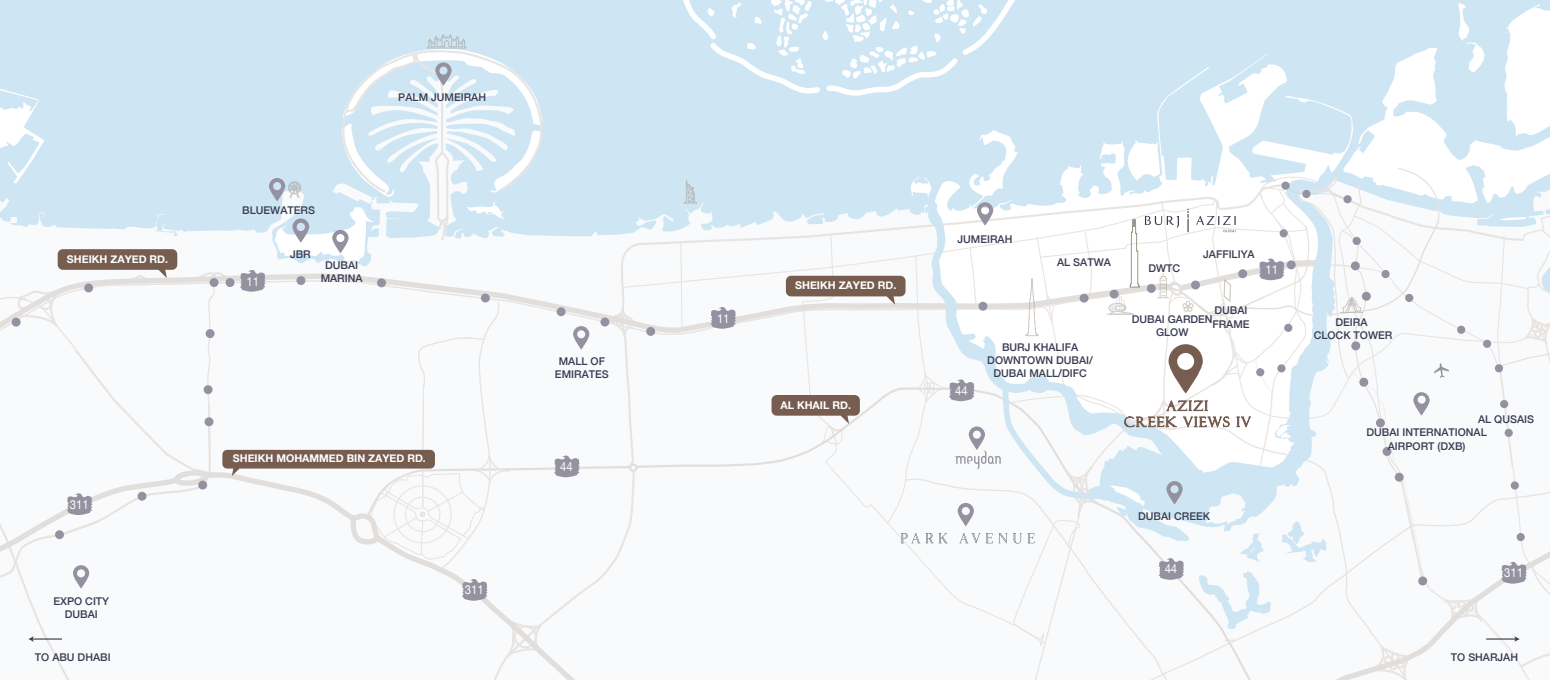 PALM JUMEIRAH
BLUEWATERS
JBR
DUBAI
MARINA
SHEIKH ZAYED RD.
11
JUMEIRAH
BURJ AZIZI
DUBAI
AL SATWA
DWTC
JAFFILIYA
11
SHEIKH ZAYED RD.
11
DUBAI GARDEN
GLOW
DUBAI
FRAME
DEIRA
CLOCK TOWER
MALL OF
EMIRATES
BURJ KHALIFA
DOWNTOWN DUBAI/
DUBAI MALL/DIFC
44
AL KHAIL RD.
AZIZI
CREEK VIEWS IV
AL QUSAIS
DUBAI INTERNATIONAL
AIRPORT (DXB)
SHEIKH MOHAMMED BIN ZAYED RD.
44
meydan
311
DUBAI CREEK
PARK AVENUE
44
311
311
EXPO CITY
DUBAI
TO ABU DHABI
TO SHARJAH